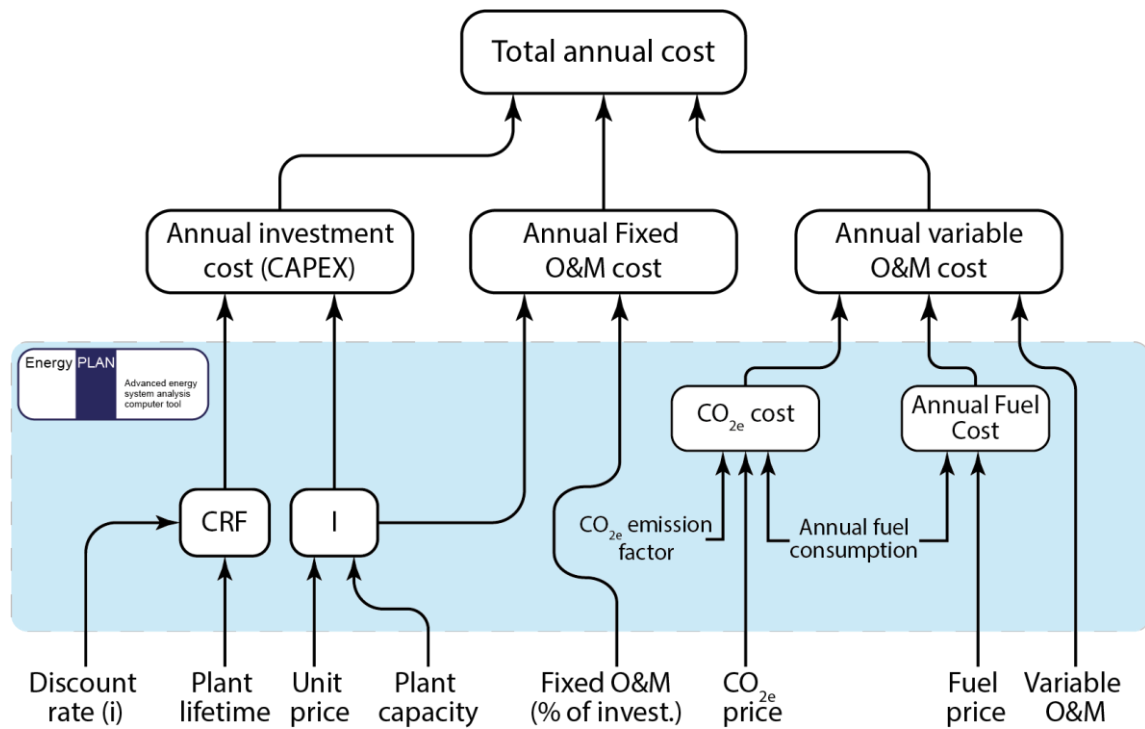 Total annual cost
Annual investment
cost (CAPEX)
Annual Fixed
O&M cost
Annual variable
O&M cost
Energy PLAN
Advanced energy
system analysis
computer tool
CO₂ₑ cost
Annual Fuel
Cost
CRF
I
CO₂ₑ emission
factor
Annual fuel
consumption
Discount
rate (i)
Plant
lifetime
Unit
price
Plant
capacity
Fixed O&M
(% of invest.)
CO₂ₑ
price
Fuel
price
Variable
O&M